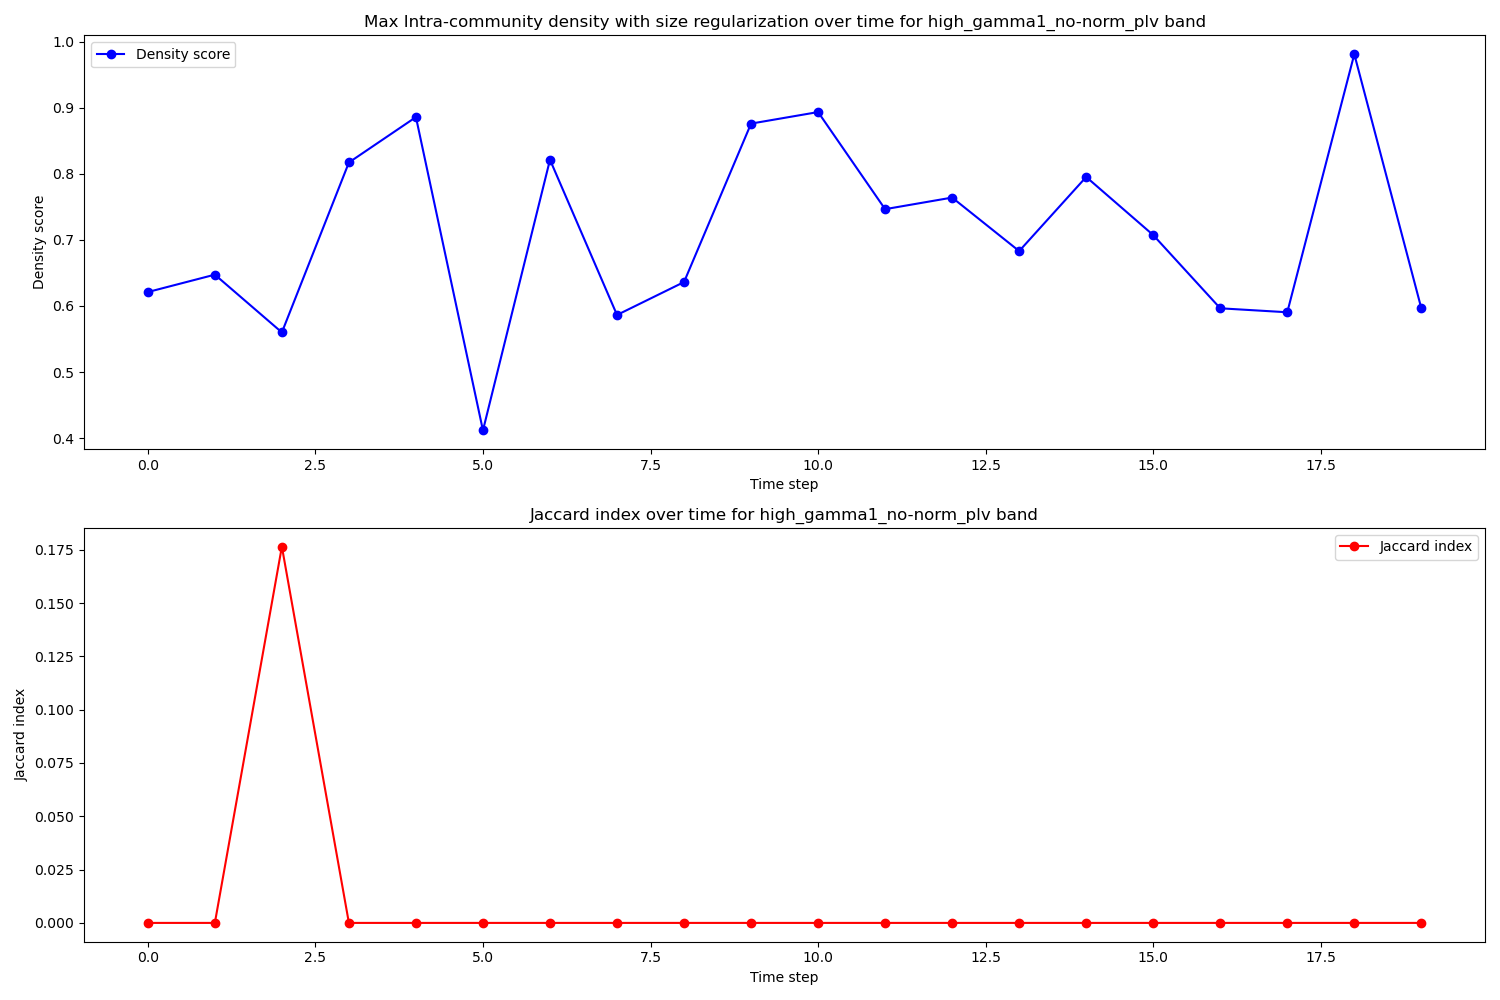 Max Intra-community density with size regularization over time for high_gamma1_no-norm_plv band
Density score
1.0
0.9
0.8
0.7
0.6
0.5
0.4
Density score
0.0 2.5 5.0 7.5 10.0 12.5 15.0 17.5
Time step
Jaccard index over time for high_gamma1_no-norm_plv band
Jaccard index
0.175
0.150
0.125
0.100
0.075
0.050
0.025
0.000
Jaccard index
0.0 2.5 5.0 7.5 10.0 12.5 15.0 17.5
Time step